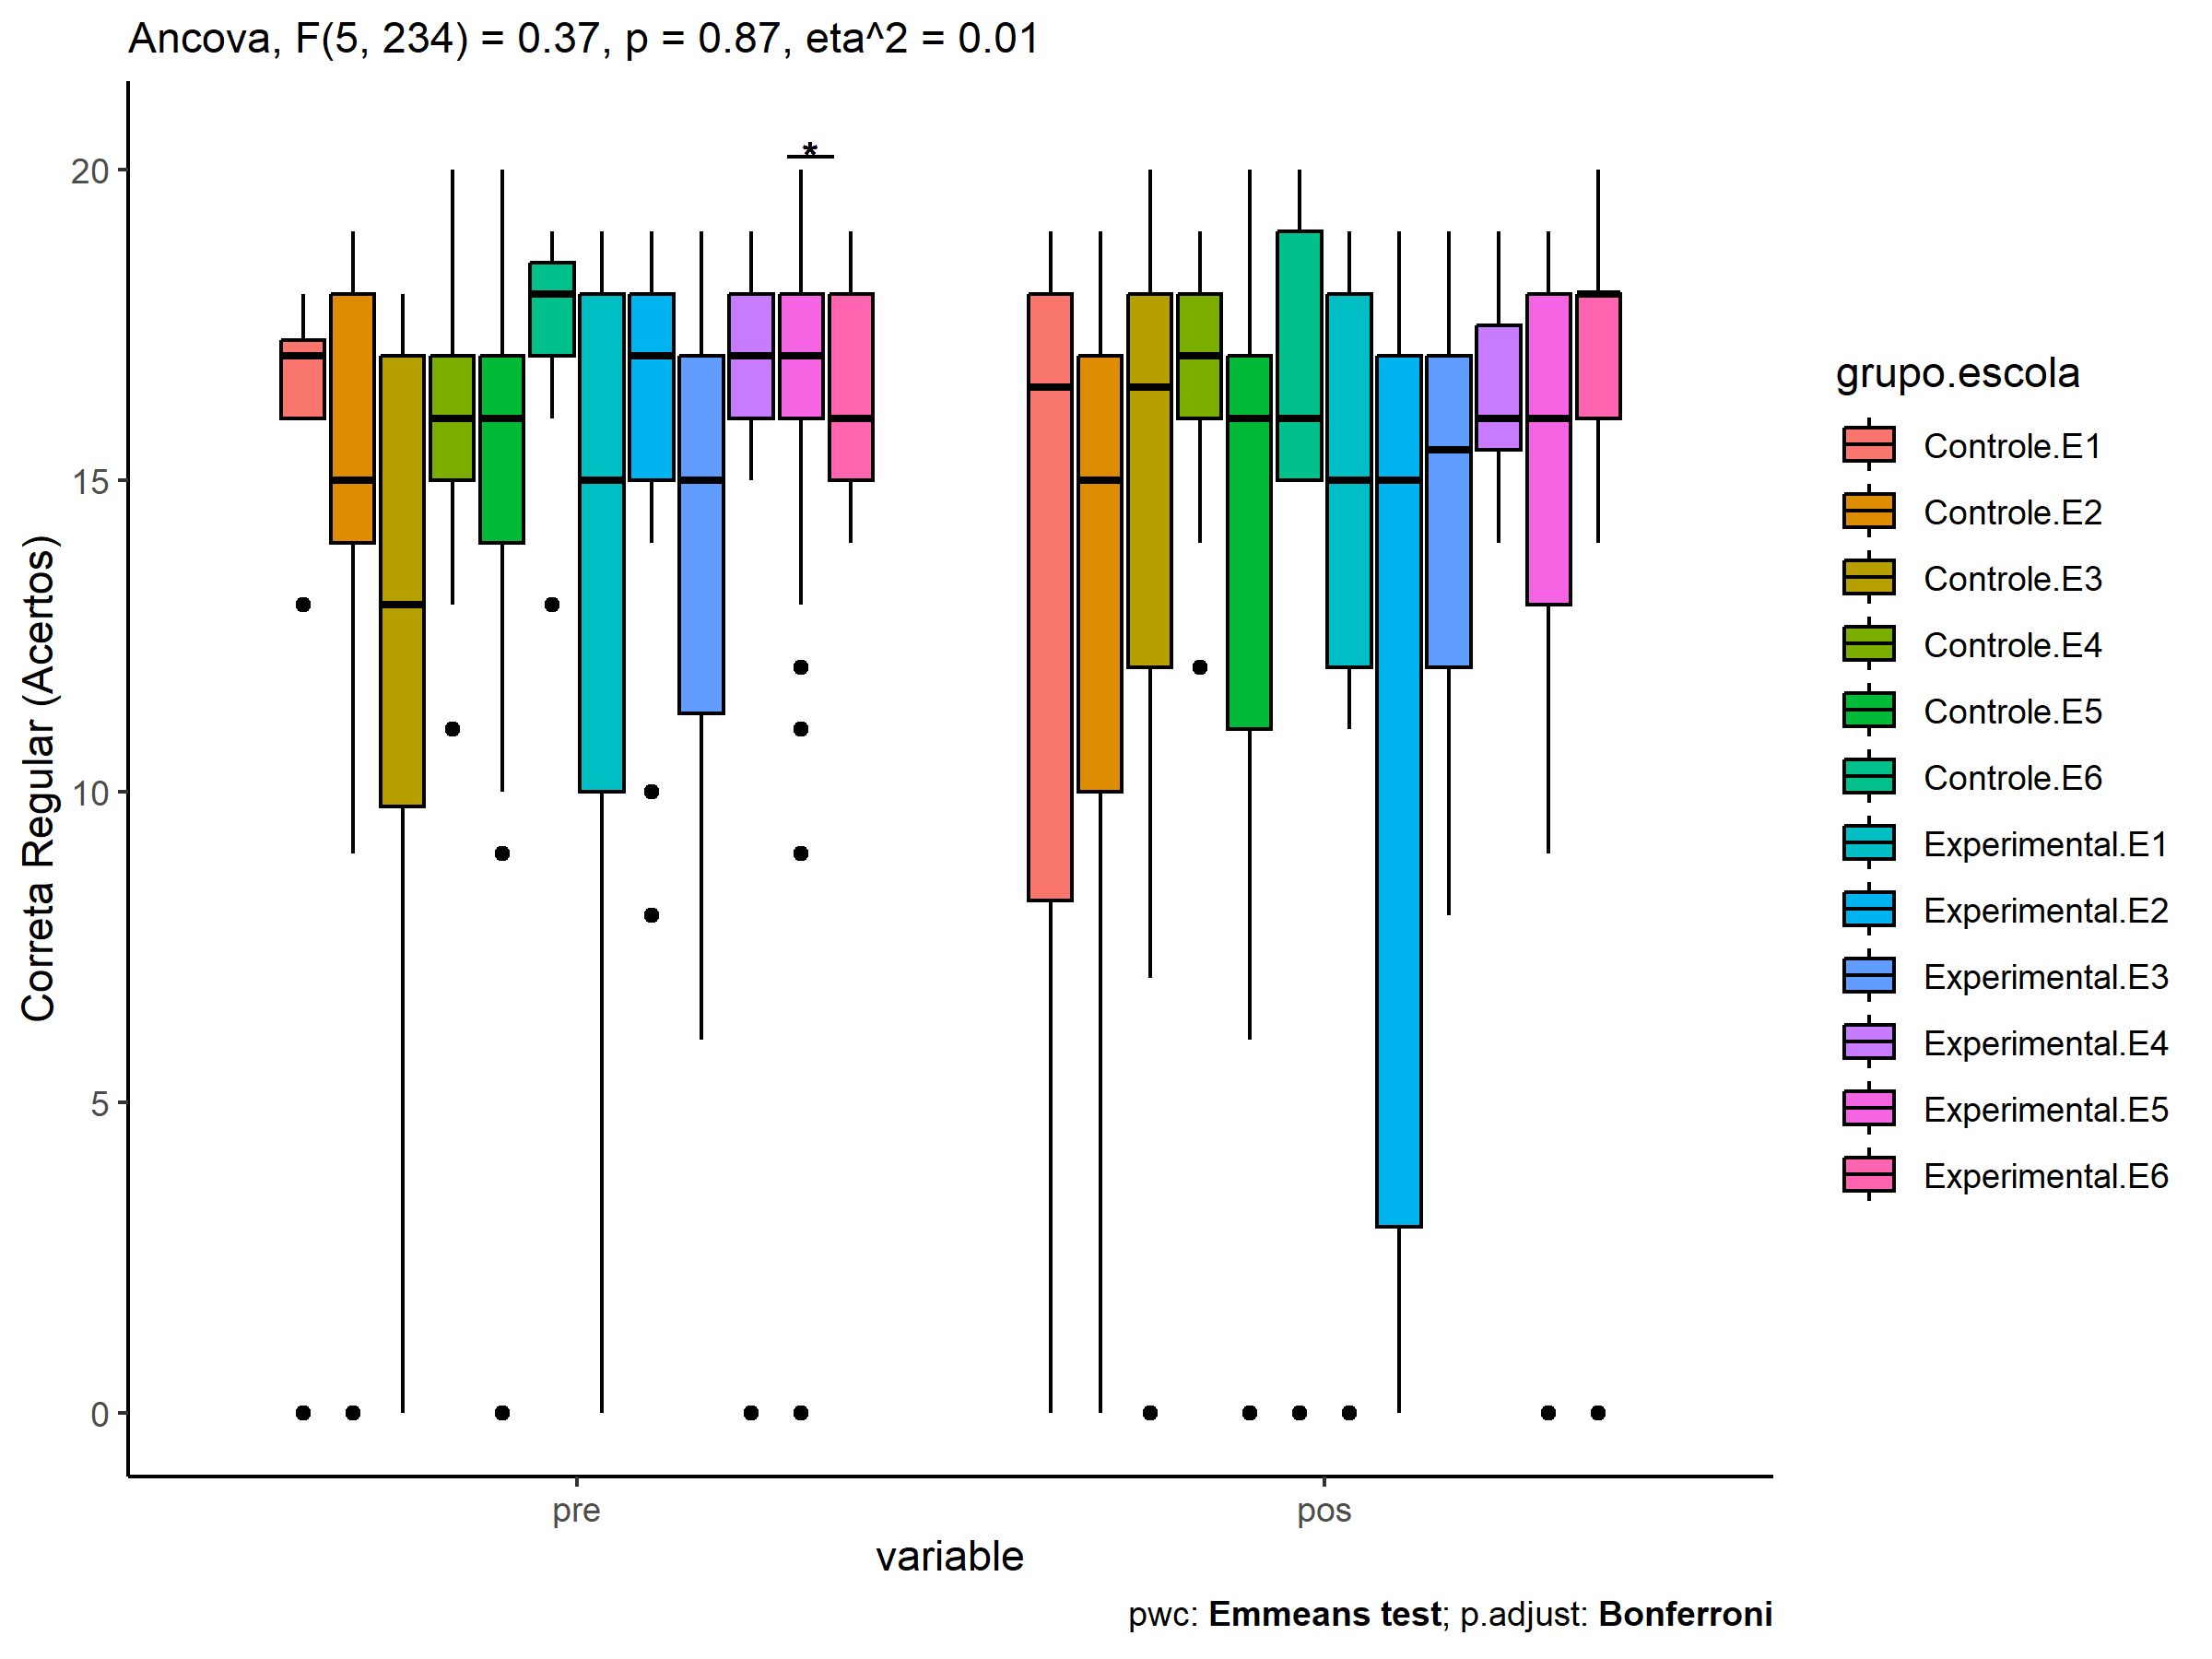 Ancova, F(5, 234) = 0.37, p = 0.87, eta^2 = 0.01
*
20
15
10
5
0
Correta Regular (Acertos)
pre
pos
variable
pwc: Emmeans test; p.adjust: Bonferroni
grupo.escola
Controle.E1
Controle.E2
Controle.E3
Controle.E4
Controle.E5
Controle.E6
Experimental.E1
Experimental.E2
Experimental.E3
Experimental.E4
Experimental.E5
Experimental.E6